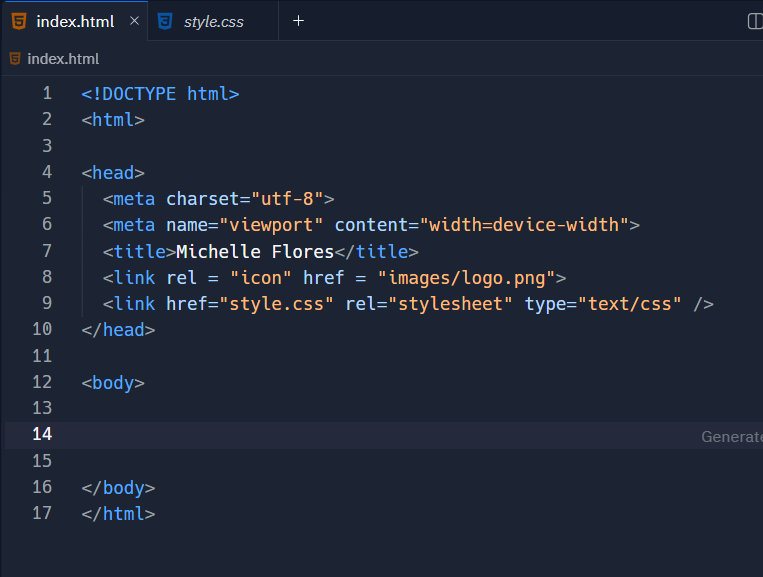 index.html × style.css +
index.html
1 <!DOCTYPE html>
2 <html>
3
4 <head>
5   <meta charset="utf-8">
6   <meta name="viewport" content="width=device-width">
7   <title>Michelle Flores</title>
8   <link rel = "icon" href = "images/logo.png">
9   <link href="style.css" rel="stylesheet" type="text/css" />
10 </head>
11
12 <body>
13
14 Generate
15
16 </body>
17 </html>